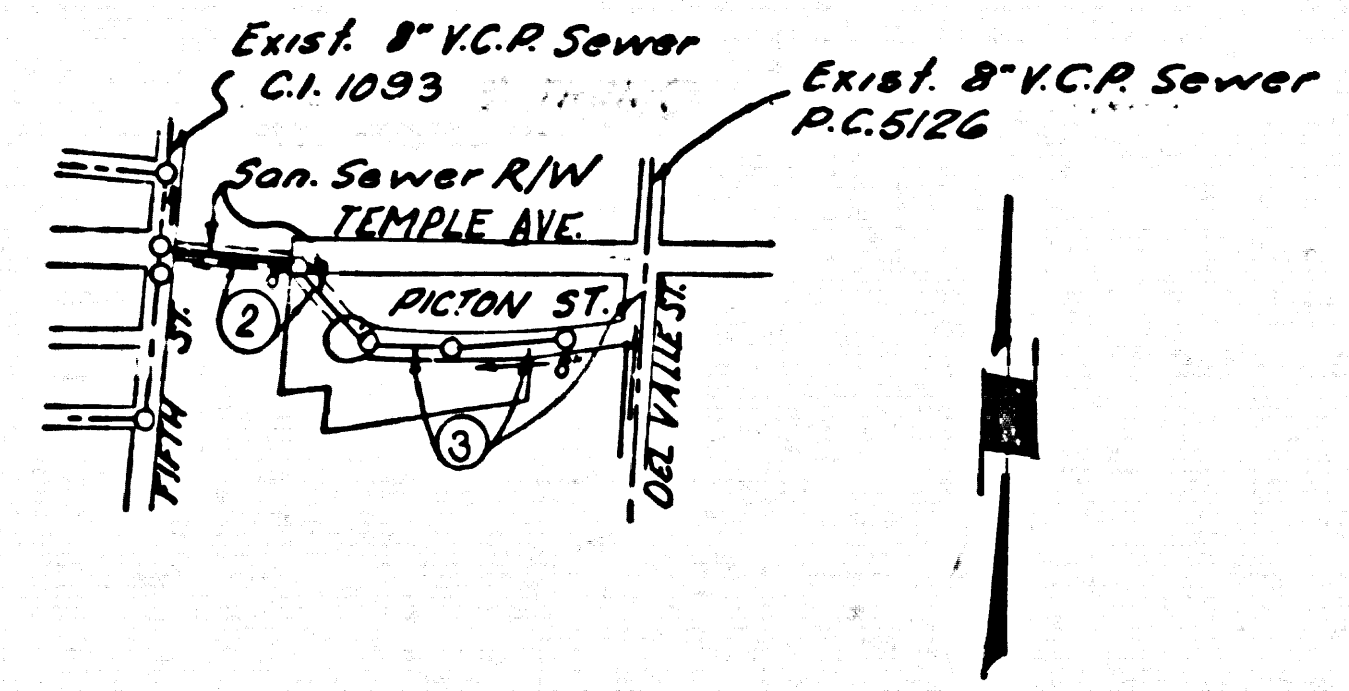 Exist. 8" V.C.P. Sewer
C.I. 1093
Exist. 8" V.C.P. Sewer
P.C. 5126
San. Sewer R/W
TEMPLE AVE.
PICTON ST.
2
3
FIFTH ST.
DEL VALLE ST.